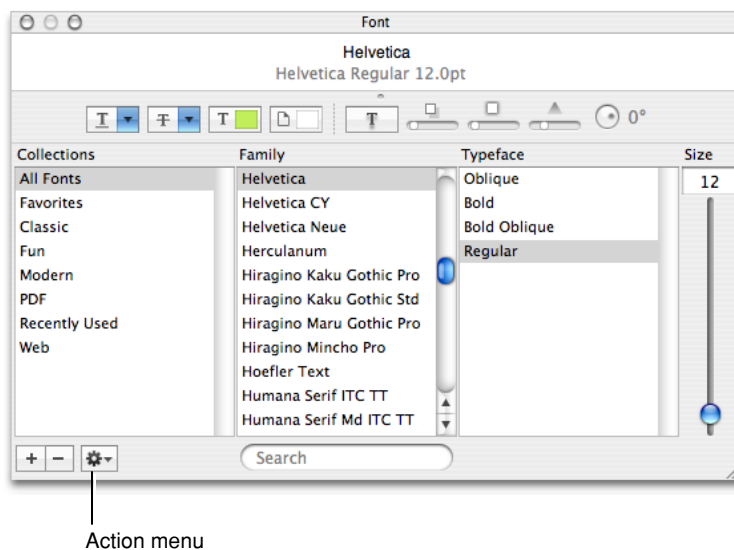 Font
Helvetica
Helvetica Regular 12.0pt
T T T T 0°
Collections Family Typeface Size
All Fonts Helvetica Oblique 12
Favorites Helvetica CY Bold
Classic Helvetica Neue Bold Oblique
Fun Herculanum Regular
Modern Hiragino Kaku Gothic Pro
PDF Hiragino Kaku Gothic Std
Recently Used Hiragino Maru Gothic Pro
Web Hiragino Mincho Pro
Hoefler Text
Humana Serif ITC TT
Humana Serif Md ITC TT
Search
Action menu